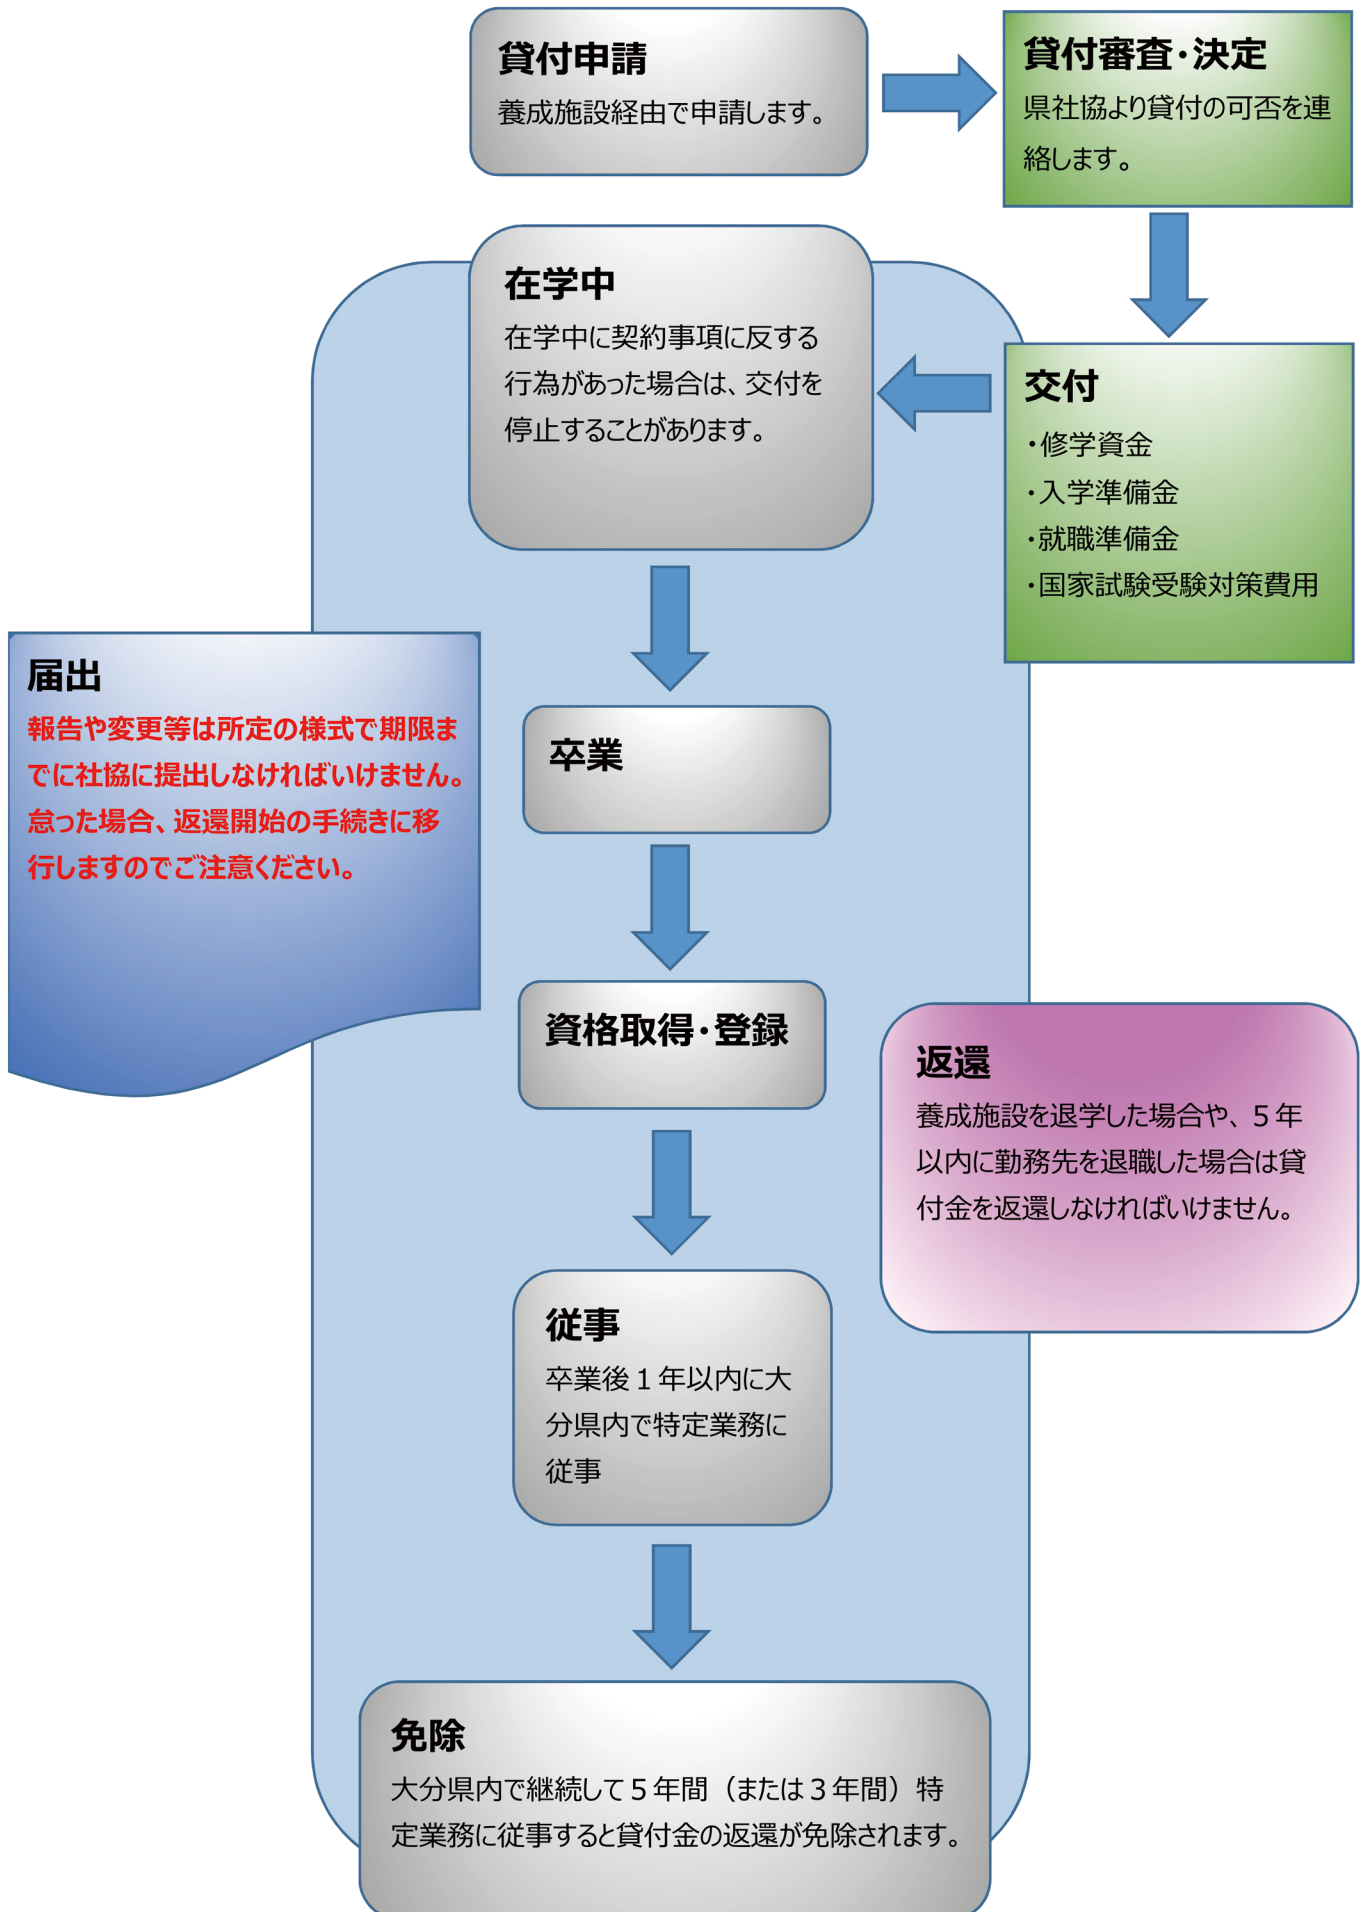 貸付申請
養成施設経由で申請します。
貸付審査・決定
県社協より貸付の可否を連
絡します。
交付
・修学資金
・入学準備金
・就職準備金
・国家試験受験対策費用
在学中
在学中に契約事項に反する
行為があった場合は、交付を
停止することがあります。
届出
報告や変更等は所定の様式で期限ま
でに社協に提出しなければいけません。
怠った場合、返還開始の手続きに移
行しますのでご注意ください。
卒業
資格取得・登録
返還
養成施設を退学した場合や、5年
以内に勤務先を退職した場合は貸
付金を返還しなければいけません。
従事
卒業後1年以内に大
分県内で特定業務に
従事
免除
大分県内で継続して5年間（または3年間）特
定業務に従事すると貸付金の返還が免除されます。